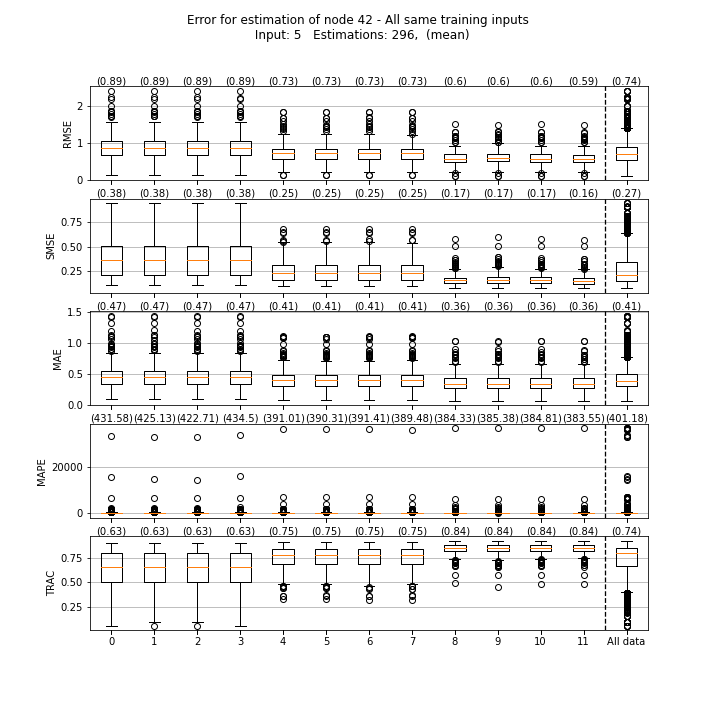 Error for estimation of node 42 - All same training inputs
Input: 5 Estimations: 296, (mean)
(0.89) (0.89) (0.89) (0.89) (0.73) (0.73) (0.73) (0.73) (0.6) (0.6) (0.6) (0.59) (0.74)
RMSE
2
1
0
(0.38) (0.38) (0.38) (0.38) (0.25) (0.25) (0.25) (0.25) (0.17) (0.17) (0.17) (0.16) (0.27)
SMSE
0.75
0.50
0.25
(0.47) (0.47) (0.47) (0.47) (0.41) (0.41) (0.41) (0.41) (0.36) (0.36) (0.36) (0.36) (0.41)
MAE
1.5
1.0
0.5
0.0
(431.58) (425.13) (422.71) (434.5) (391.01) (390.31) (391.41) (389.48) (384.33) (385.38) (384.81) (383.55) (401.18)
MAPE
20000
0
(0.63) (0.63) (0.63) (0.63) (0.75) (0.75) (0.75) (0.75) (0.84) (0.84) (0.84) (0.84) (0.74)
TRAC
0.75
0.50
0.25
0 1 2 3 4 5 6 7 8 9 10 11 All data